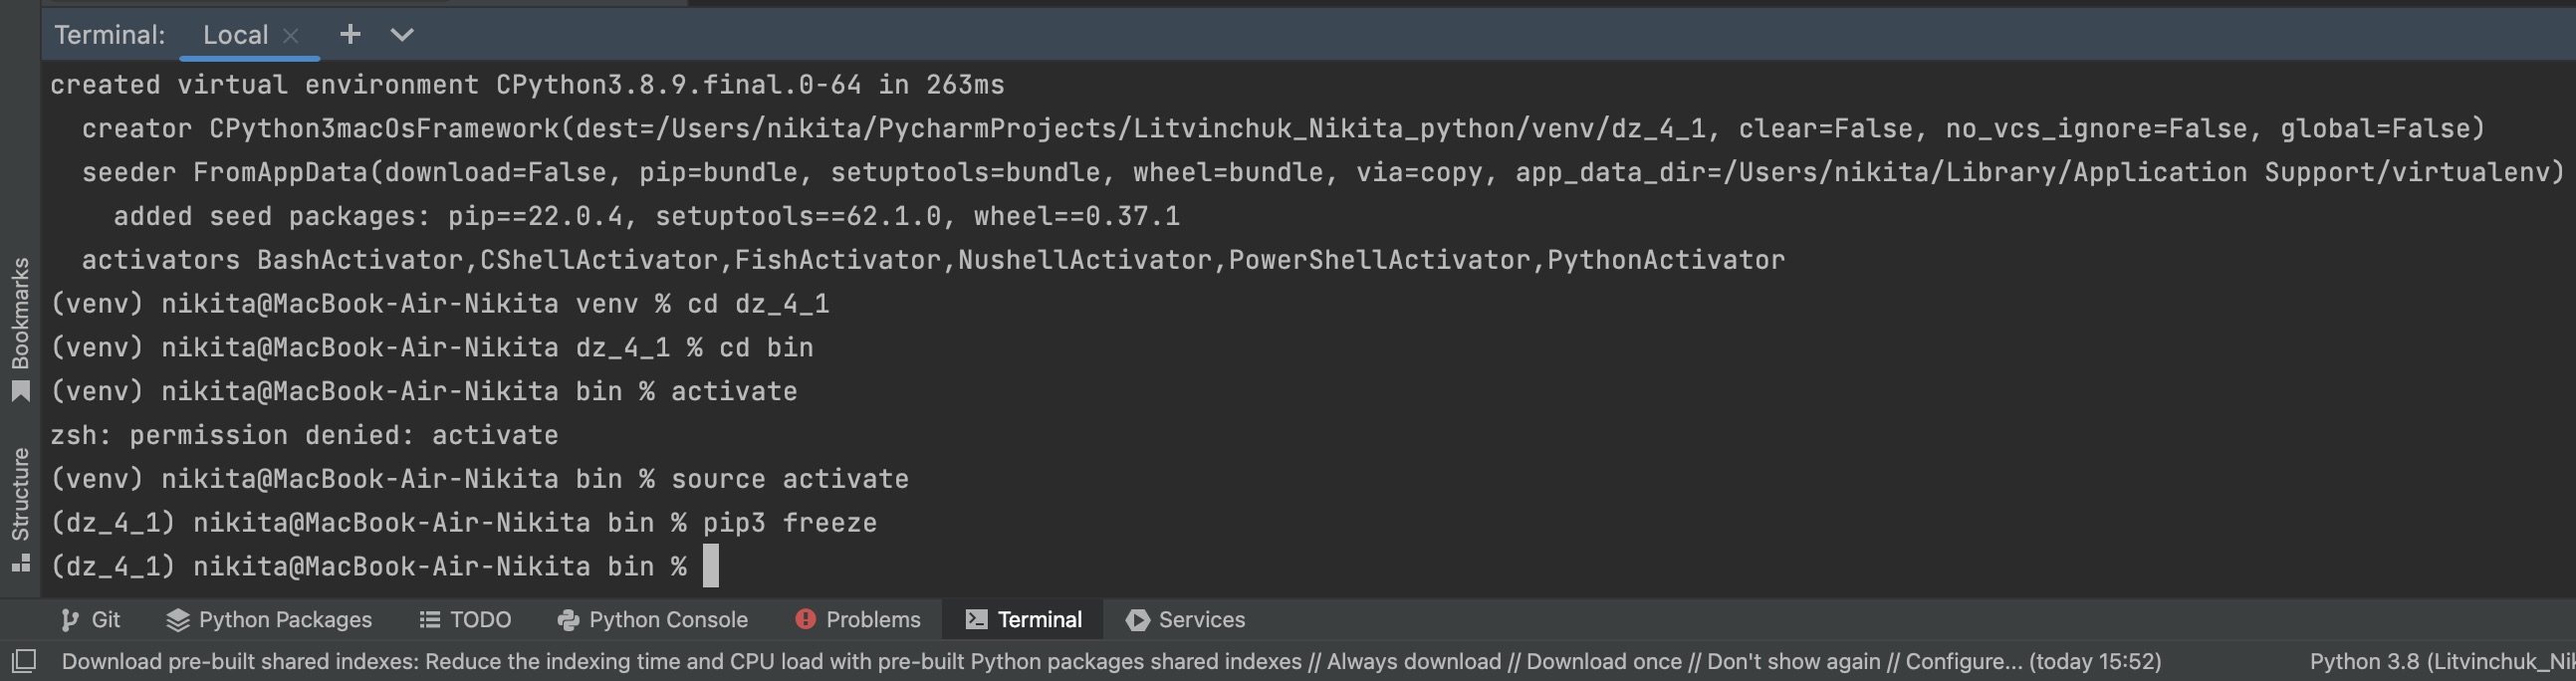 Terminal: Local
created virtual environment CPython3.8.9.final.0-64 in 263ms
creator CPython3macOsFramework(dest=/Users/nikita/PycharmProjects/Litvinchuk_Nikita_python/venv/dz_4_1, clear=False, no_vcs_ignore=False, global=False)
seeder FromAppData(download=False, pip=bundle, setuptools=bundle, wheel=bundle, via=copy, app_data_dir=/Users/nikita/Library/Application Support/virtualenv)
added seed packages: pip==22.0.4, setuptools==62.1.0, wheel==0.37.1
activators BashActivator,CShellActivator,FishActivator,NushellActivator,PowerShellActivator,PythonActivator
(venv) nikita@MacBook-Air-Nikita venv % cd dz_4_1
(venv) nikita@MacBook-Air-Nikita dz_4_1 % cd bin
(venv) nikita@MacBook-Air-Nikita bin % activate
zsh: permission denied: activate
(venv) nikita@MacBook-Air-Nikita bin % source activate
(dz_4_1) nikita@MacBook-Air-Nikita bin % pip3 freeze
(dz_4_1) nikita@MacBook-Air-Nikita bin %
Bookmarks
Structure
Git Python Packages TODO Python Console Problems Terminal Services
Download pre-built shared indexes: Reduce the indexing time and CPU load with pre-built Python packages shared indexes // Always download // Download once // Don't show again // Configure... (today 15:52) Python 3.8 (Litvinchuk_Ni